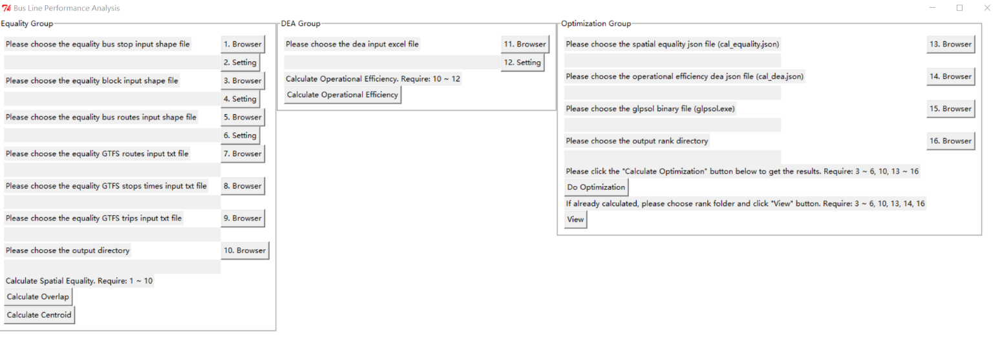 Bus Line Performance Analysis
Equality Group
Please choose the equality bus stop input shape file
1. Browser
2. Setting
Please choose the equality block input shape file
3. Browser
4. Setting
Please choose the equality bus routes input shape file
5. Browser
6. Setting
Please choose the equality GTFS routes input txt file
7. Browser
Please choose the equality GTFS stops times input txt file
8. Browser
Please choose the equality GTFS trips input txt file
9. Browser
Please choose the output directory
10. Browser
Calculate Spatial Equality. Require: 1 ~ 10
Calculate Overlap
Calculate Centroid
DEA Group
Please choose the dea input excel file
11. Browser
12. Setting
Calculate Operational Efficiency. Require: 10 ~ 12
Calculate Operational Efficiency
Optimization Group
Please choose the spatial equality json file (cal_equality.json)
13. Browser
Please choose the operational efficiency dea json file (cal_dea.json)
14. Browser
Please choose the glpsol binary file (glpsol.exe)
15. Browser
Please choose the output rank directory
16. Browser
Please click the "Calculate Optimization" button below to get the results. Require: 3 ~ 6, 10, 13 ~ 16
Do Optimization
If already calculated, please choose rank folder and click "View" button. Require: 3 ~ 6, 10, 13, 14, 16
View